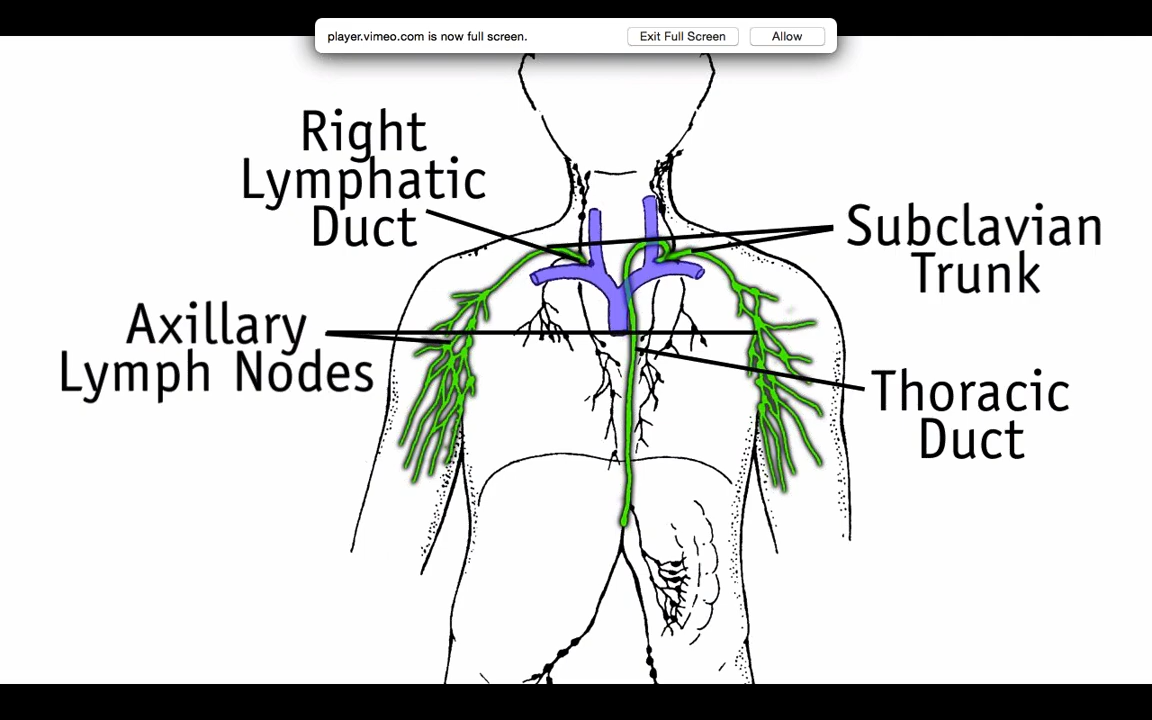 player.vimeo.com is now full screen.
Exit Full Screen
Allow
Right
Lymphatic
Duct
Subclavian
Trunk
Axillary
Lymph Nodes
Thoracic
Duct